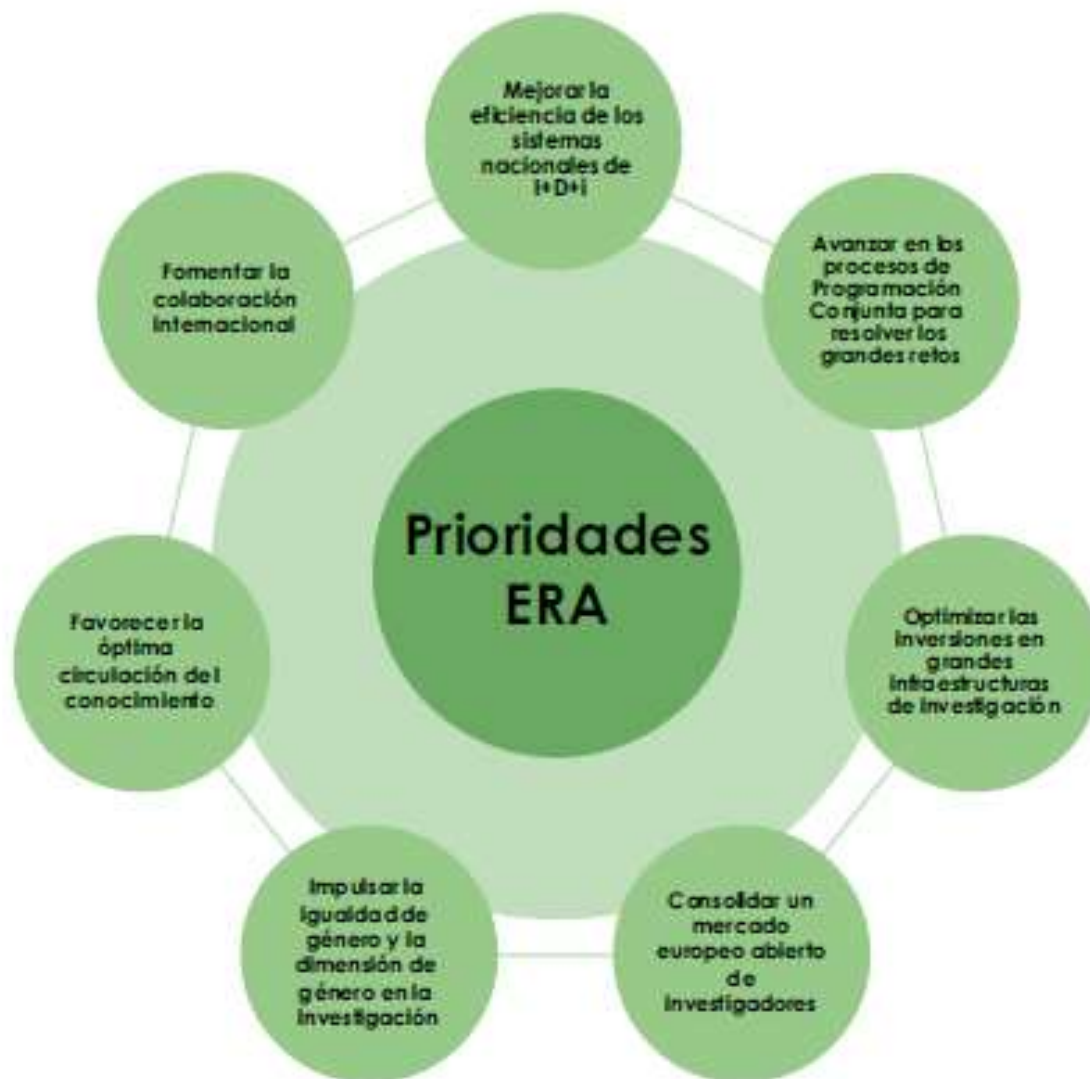 Mejorar la
eficiencia de los
sistemas
nacionales de
I+D+i
Avanzar en los
procesos de
Programación
Conjunta para
resolver los
grandes retos
Optimizar las
inversiones en
grandes
infraestructuras
de investigación
Consolidar un
mercado
europeo abierto
de
investigadores
Impulsar la
igualdad de
género y la
dimensión de
género en la
investigación
Favorecer la
óptima
circulación del
conocimiento
Fomentar la
colaboración
internacional
Prioridades
ERA